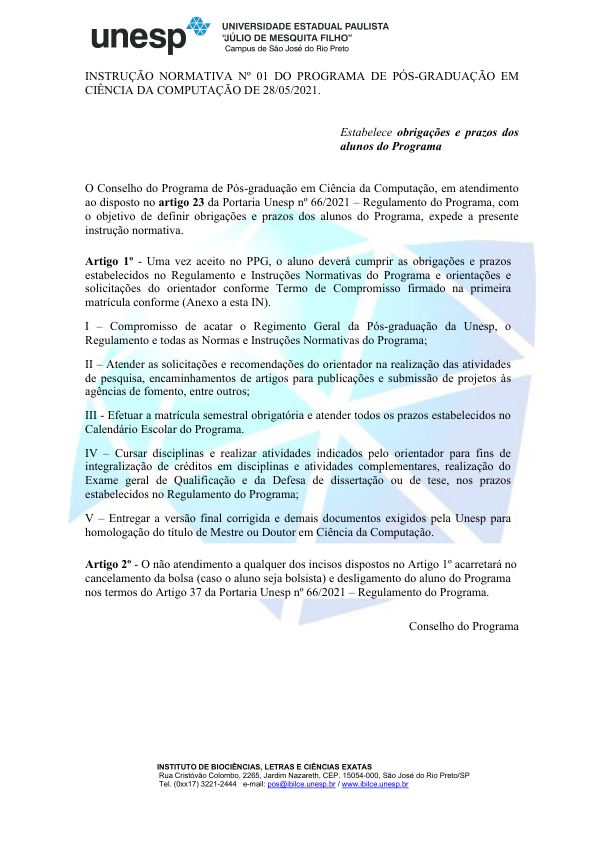 unesp
UNIVERSIDADE ESTADUAL PAULISTA
“JÚLIO DE MESQUITA FILHO”
Campus de São José do Rio Preto
INSTRUÇÃO NORMATIVA Nº 01 DO PROGRAMA DE PÓS-GRADUAÇÃO EM
CIÊNCIA DA COMPUTAÇÃO DE 28/05/2021.
Estabelece obrigações e prazos dos
alunos do Programa
O Conselho do Programa de Pós-graduação em Ciência da Computação, em atendimento
ao disposto no artigo 23 da Portaria Unesp nº 66/2021 – Regulamento do Programa, com
o objetivo de definir obrigações e prazos dos alunos do Programa, expede a presente
instrução normativa.
Artigo 1º - Uma vez aceito no PPG, o aluno deverá cumprir as obrigações e prazos
estabelecidos no Regulamento e Instruções Normativas do Programa e orientações e
solicitações do orientador conforme Termo de Compromisso firmado na primeira
matrícula conforme (Anexo a esta IN).
I – Compromisso de acatar o Regimento Geral da Pós-graduação da Unesp, o
Regulamento e todas as Normas e Instruções Normativas do Programa;
II – Atender as solicitações e recomendações do orientador na realização das atividades
de pesquisa, encaminhamentos de artigos para publicações e submissão de projetos às
agências de fomento, entre outros;
III - Efetuar a matrícula semestral obrigatória e atender todos os prazos estabelecidos no
Calendário Escolar do Programa.
IV – Cursar disciplinas e realizar atividades indicados pelo orientador para fins de
integralização de créditos em disciplinas e atividades complementares, realização do
Exame geral de Qualificação e da Defesa de dissertação ou de tese, nos prazos
estabelecidos no Regulamento do Programa;
V – Entregar a versão final corrigida e demais documentos exigidos pela Unesp para
homologação do título de Mestre ou Doutor em Ciência da Computação.
Artigo 2º - O não atendimento a qualquer dos incisos dispostos no Artigo 1º acarretará no
cancelamento da bolsa (caso o aluno seja bolsista) e desligamento do aluno do Programa
nos termos do Artigo 37 da Portaria Unesp nº 66/2021 – Regulamento do Programa.
Conselho do Programa
INSTITUTO DE BIOCIÊNCIAS, LETRAS E CIÊNCIAS EXATAS
Rua Cristóvão Colombo, 2265, Jardim Nazareth, CEP. 15054-000, São José do Rio Preto/SP
Tel. (0xx17) 3221-2444 e-mail: pos@ibilce.unesp.br / www.ibilce.unesp.br